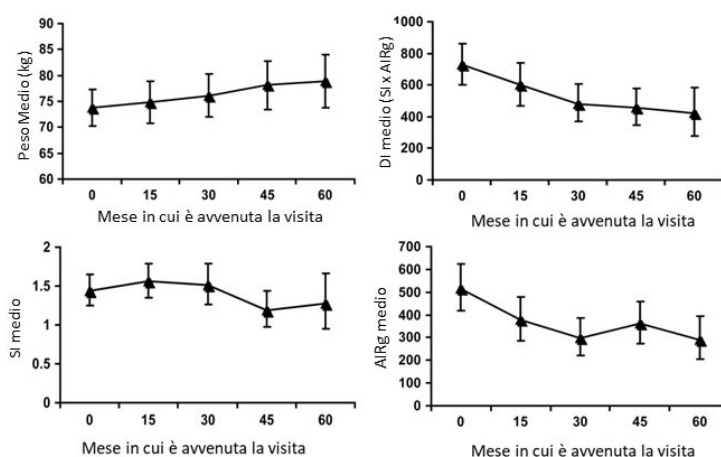 Peso Medio (kg)
90
85
80
75
70
65
60
0 15 30 45 60
Mese in cui è avvenuta la visita
DI medio (SI x AIRg)
1000
800
600
400
200
0
0 15 30 45 60
Mese in cui è avvenuta la visita
SI medio
2
1.5
1
0.5
0
0 15 30 45 60
Mese in cui è avvenuta la visita
AIRg medio
700
600
500
400
300
200
100
0
0 15 30 45 60
Mese in cui è avvenuta la visita